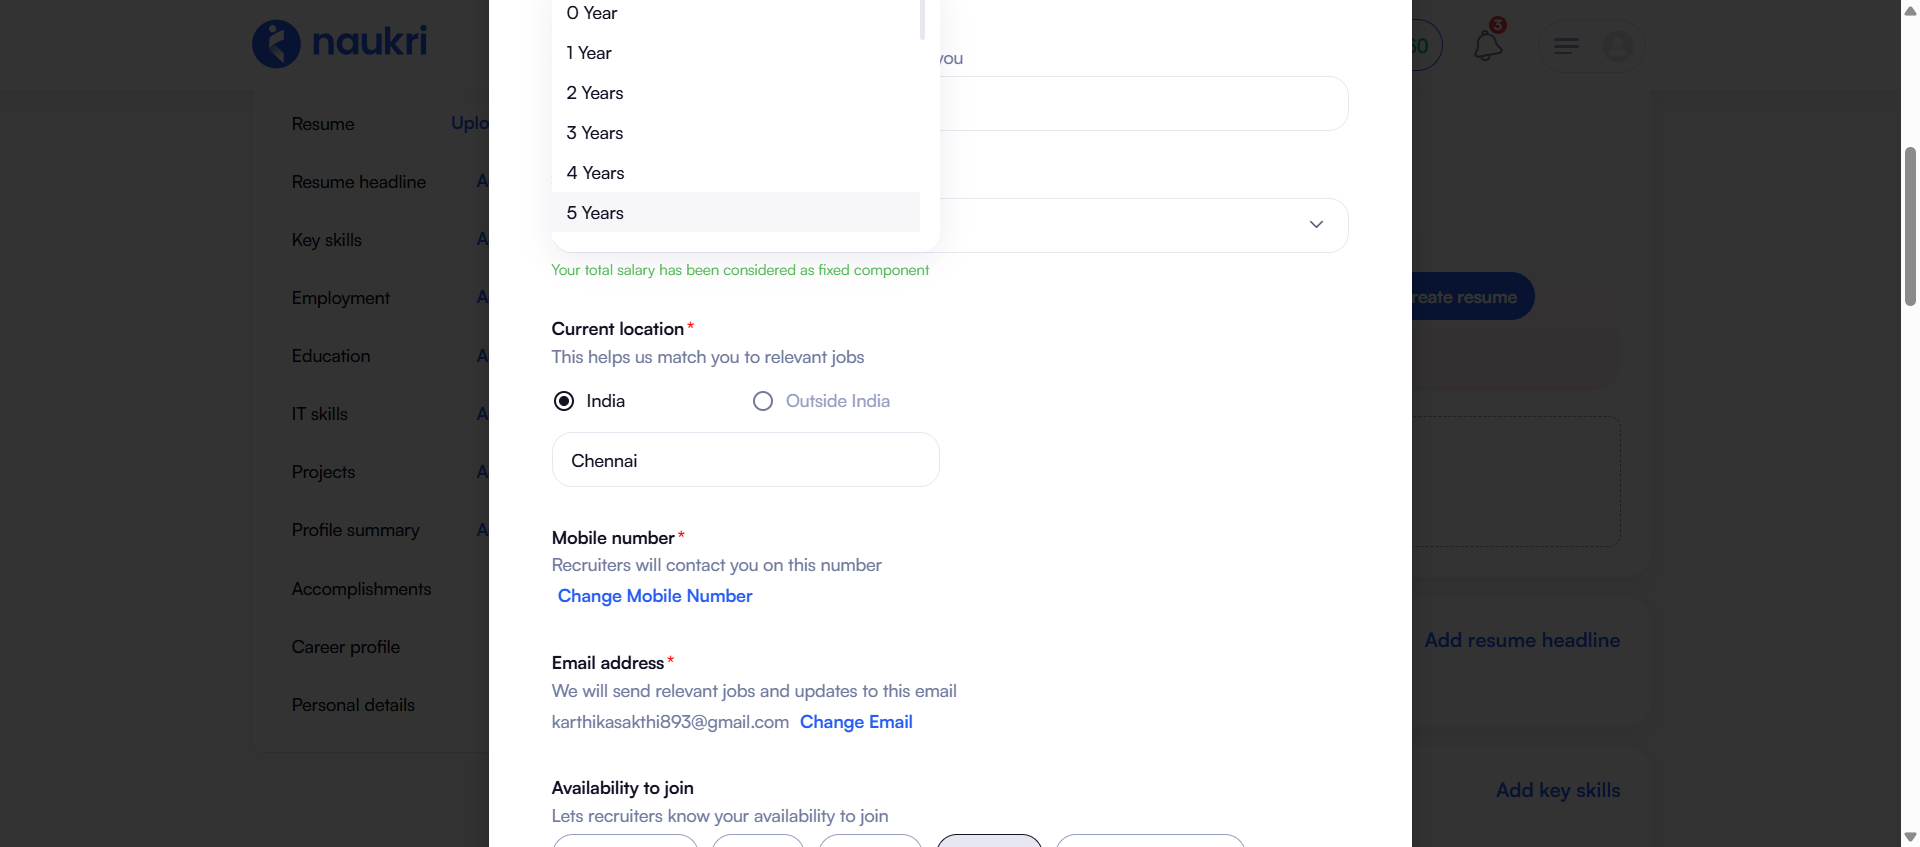 naukri
3
60
0 Year
1 Year
2 Years
3 Years
4 Years
5 Years
you
Your total salary has been considered as fixed component
Current location*
This helps us match you to relevant jobs
India
Outside India
Chennai
Mobile number*
Recruiters will contact you on this number
Change Mobile Number
Email address*
We will send relevant jobs and updates to this email
karthikasakthi893@gmail.com Change Email
Availability to join
Lets recruiters know your availability to join
Resume
Uplo
Resume headline
A
Key skills
A
Employment
A
Education
A
IT skills
A
Projects
A
Profile summary
A
Accomplishments
Career profile
Personal details
reate resume
Add resume headline
Add key skills